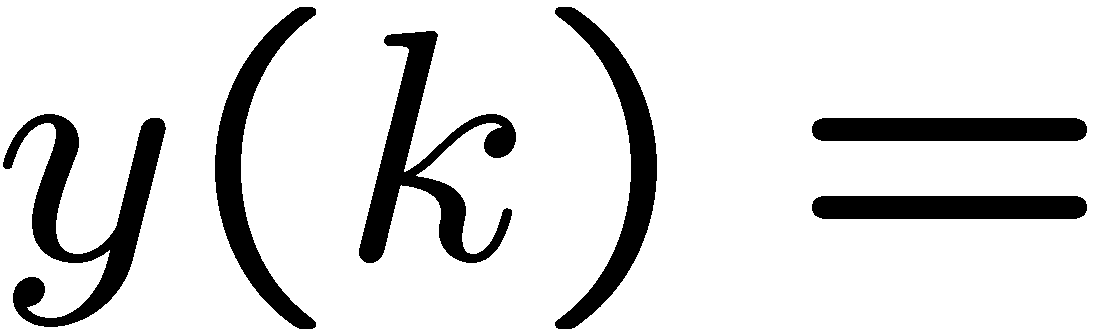 y(k) =